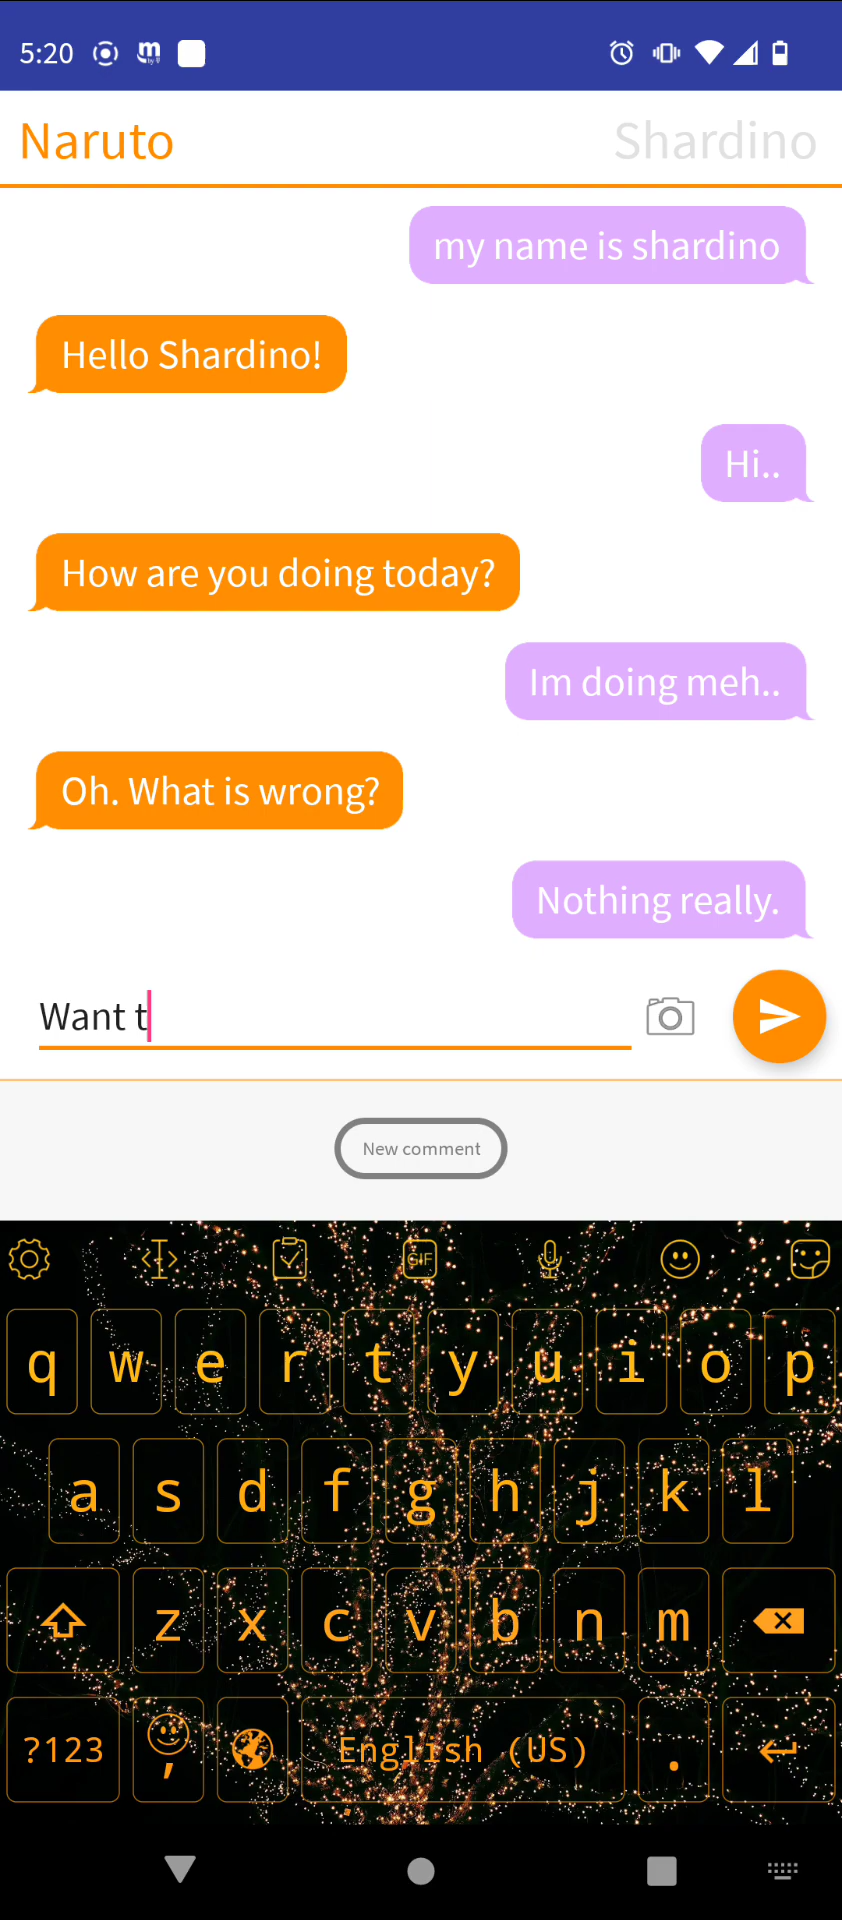 5:20
Naruto Shardino
my name is shardino
Hello Shardino!
Hi..
How are you doing today?
Im doing meh..
Oh. What is wrong?
Nothing really.
Want t
New comment
GIF
q w e r t y u i o p
a s d f g h j k l
z x c v b n m
?123 , English (US) .